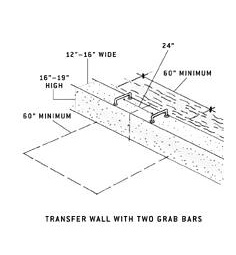 24"
12"–16" WIDE
60" MINIMUM
16"–19"
HIGH
60" MINIMUM
TRANSFER WALL WITH TWO GRAB BARS